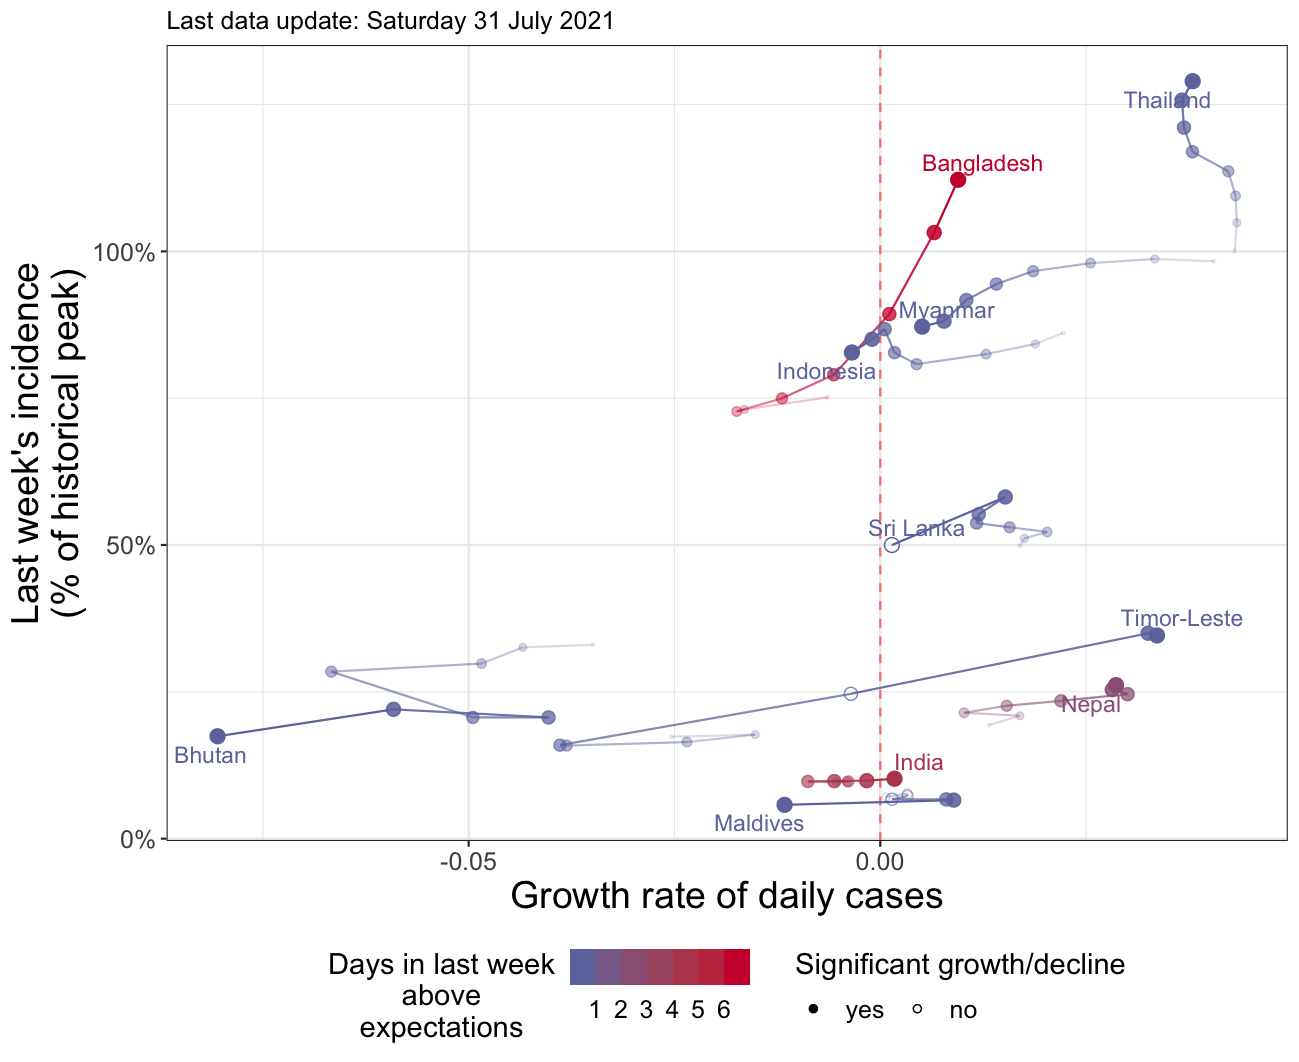 Last data update: Saturday 31 July 2021
Thailand
Bangladesh
100%
Myanmar
Indonesia
Last week's incidence
(% of historical peak)
Sri Lanka
50%
Timor-Leste
Nepal
Bhutan
India
Maldives
0%
-0.05 0.00
Growth rate of daily cases
Days in last week
above
expectations
1 2 3 4 5 6
Significant growth/decline
yes no